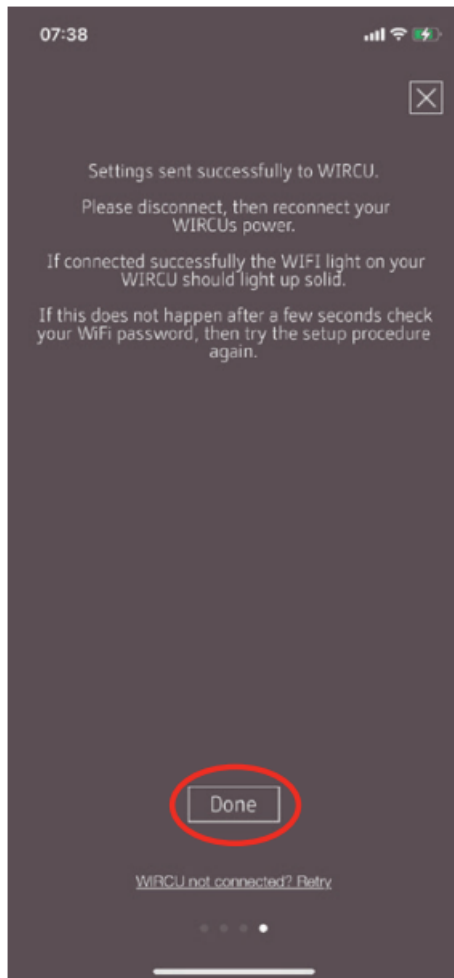 07:38
Settings sent successfully to WIRCU.
Please disconnect, then reconnect your
WIRCUs power.
If connected successfully the WIFI light on your
WIRCU should light up solid.
If this does not happen after a few seconds check
your WiFi password, then try the setup procedure
again.
Done
WIRCU not connected? Retry